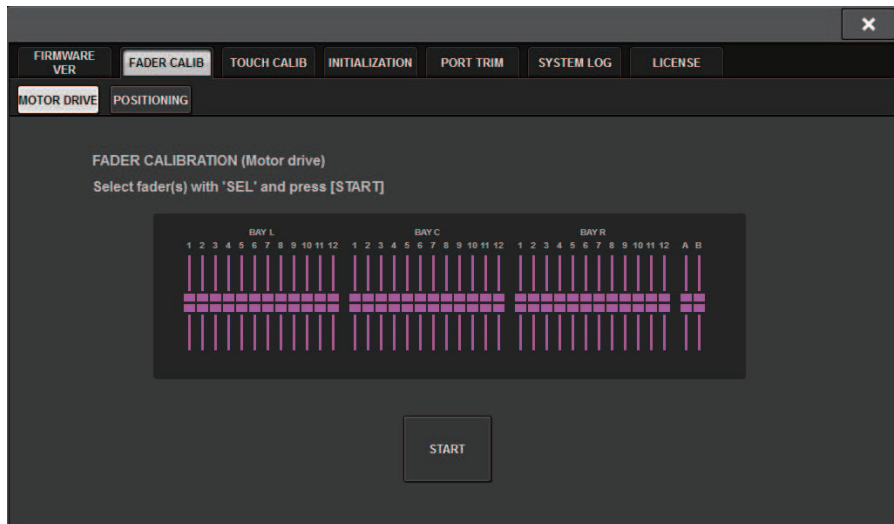 FIRMWARE
VER
FADER CALIB
TOUCH CALIB
INITIALIZATION
PORT TRIM
SYSTEM LOG
LICENSE
MOTOR DRIVE
POSITIONING
FADER CALIBRATION (Motor drive)
Select fader(s) with 'SEL' and press [START]
BAY L
BAY C
BAY R
1 2 3 4 5 6 7 8 9 10 11 12
1 2 3 4 5 6 7 8 9 10 11 12
1 2 3 4 5 6 7 8 9 10 11 12
A B
START